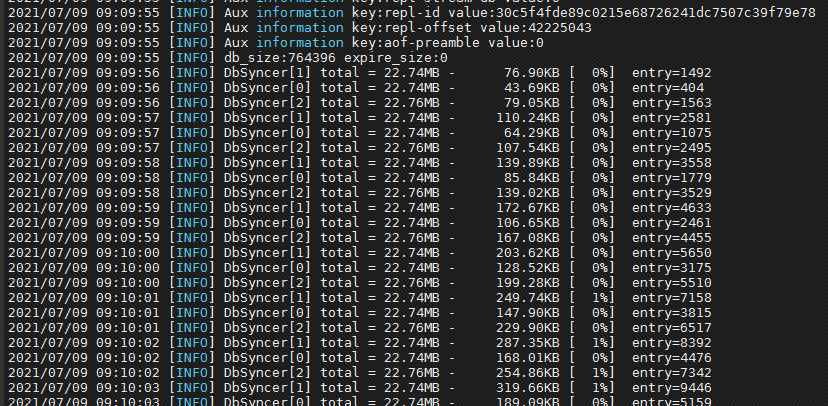 2021/07/09 09:09:55 [INFO] Aux information key:repl-stream-db value:0
2021/07/09 09:09:55 [INFO] Aux information key:repl-id value:30c5f4fde89c0215e68726241dc7507c39f79e78
2021/07/09 09:09:55 [INFO] Aux information key:repl-offset value:42225043
2021/07/09 09:09:55 [INFO] Aux information key:aof-preamble value:0
2021/07/09 09:09:55 [INFO] db_size:764396 expire_size:0
2021/07/09 09:09:56 [INFO] DbSyncer[1] total = 22.74MB - 76.90KB [ 0%] entry=1492
2021/07/09 09:09:56 [INFO] DbSyncer[0] total = 22.74MB - 43.69KB [ 0%] entry=404
2021/07/09 09:09:56 [INFO] DbSyncer[2] total = 22.76MB - 79.05KB [ 0%] entry=1563
2021/07/09 09:09:57 [INFO] DbSyncer[1] total = 22.74MB - 110.24KB [ 0%] entry=2581
2021/07/09 09:09:57 [INFO] DbSyncer[0] total = 22.74MB - 64.29KB [ 0%] entry=1075
2021/07/09 09:09:57 [INFO] DbSyncer[2] total = 22.76MB - 107.54KB [ 0%] entry=2495
2021/07/09 09:09:58 [INFO] DbSyncer[1] total = 22.74MB - 139.89KB [ 0%] entry=3558
2021/07/09 09:09:58 [INFO] DbSyncer[0] total = 22.74MB - 85.84KB [ 0%] entry=1779
2021/07/09 09:09:58 [INFO] DbSyncer[2] total = 22.76MB - 139.02KB [ 0%] entry=3529
2021/07/09 09:09:59 [INFO] DbSyncer[1] total = 22.74MB - 172.67KB [ 0%] entry=4633
2021/07/09 09:09:59 [INFO] DbSyncer[0] total = 22.74MB - 106.65KB [ 0%] entry=2461
2021/07/09 09:09:59 [INFO] DbSyncer[2] total = 22.76MB - 167.08KB [ 0%] entry=4455
2021/07/09 09:10:00 [INFO] DbSyncer[1] total = 22.74MB - 203.62KB [ 0%] entry=5650
2021/07/09 09:10:00 [INFO] DbSyncer[0] total = 22.74MB - 128.52KB [ 0%] entry=3175
2021/07/09 09:10:00 [INFO] DbSyncer[2] total = 22.76MB - 199.28KB [ 0%] entry=5510
2021/07/09 09:10:01 [INFO] DbSyncer[1] total = 22.74MB - 249.74KB [ 1%] entry=7158
2021/07/09 09:10:01 [INFO] DbSyncer[0] total = 22.74MB - 147.90KB [ 0%] entry=3815
2021/07/09 09:10:01 [INFO] DbSyncer[2] total = 22.76MB - 229.90KB [ 0%] entry=6517
2021/07/09 09:10:02 [INFO] DbSyncer[1] total = 22.74MB - 287.35KB [ 1%] entry=8392
2021/07/09 09:10:02 [INFO] DbSyncer[0] total = 22.74MB - 168.01KB [ 0%] entry=4476
2021/07/09 09:10:02 [INFO] DbSyncer[2] total = 22.76MB - 254.86KB [ 1%] entry=7342
2021/07/09 09:10:03 [INFO] DbSyncer[1] total = 22.74MB - 319.66KB [ 1%] entry=9446
2021/07/09 09:10:03 [INFO] DbSyncer[0] total = 22.74MB - 189.09KB [ 0%] entry=5159